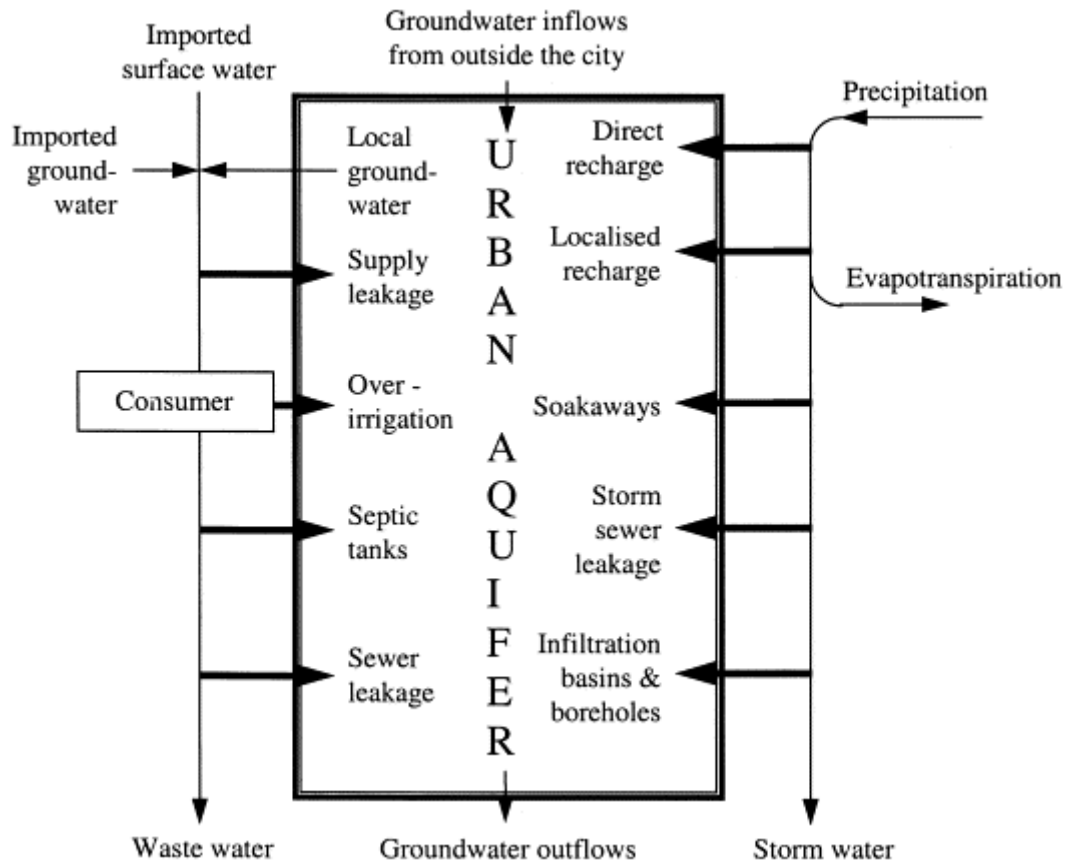 Imported
surface water
Groundwater inflows
from outside the city
Precipitation
Imported
ground-
water
Local
ground-
water
Direct
recharge
Supply
leakage
Localised
recharge
Evapotranspiration
Consumer
Over -
irrigation
Soakaways
Septic
tanks
Storm
sewer
leakage
Sewer
leakage
Infiltration
basins &
boreholes
URBAN AQUIFER
Waste water
Groundwater outflows
Storm water